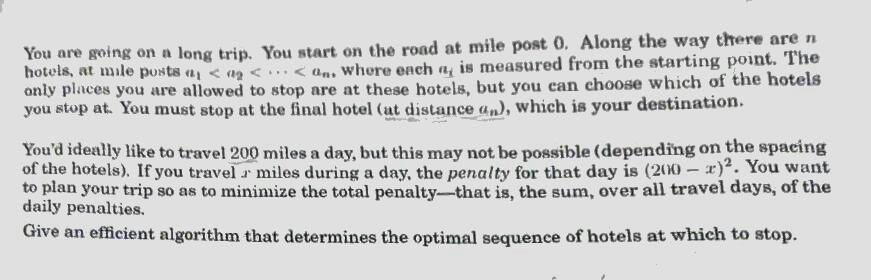 You are going on a long trip. You start on the road at mile post 0. Along the way there are n
hotels, at mile posts a₁ < a₂ < ··· < aₙ, where each aᵢ is measured from the starting point. The
only places you are allowed to stop are at these hotels, but you can choose which of the hotels
you stop at. You must stop at the final hotel (at distance aₙ), which is your destination.
You'd ideally like to travel 200 miles a day, but this may not be possible (depending on the spacing
of the hotels). If you travel x miles during a day, the penalty for that day is (200 − x)². You want
to plan your trip so as to minimize the total penalty—that is, the sum, over all travel days, of the
daily penalties.
Give an efficient algorithm that determines the optimal sequence of hotels at which to stop.